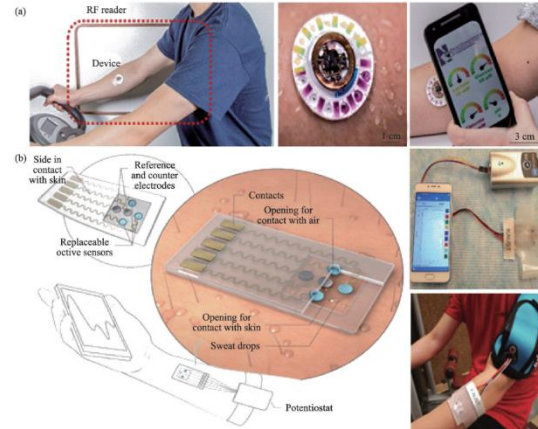 (a)
RF reader
Device
1 cm
3 cm
(b)
Side in
contact
with skin
Reference
and counter
electrodes
Replaceable
octive sensors
Contacts
Opening for
contact with air
Opening for
contact with skin
Sweat drops
Potentiostat